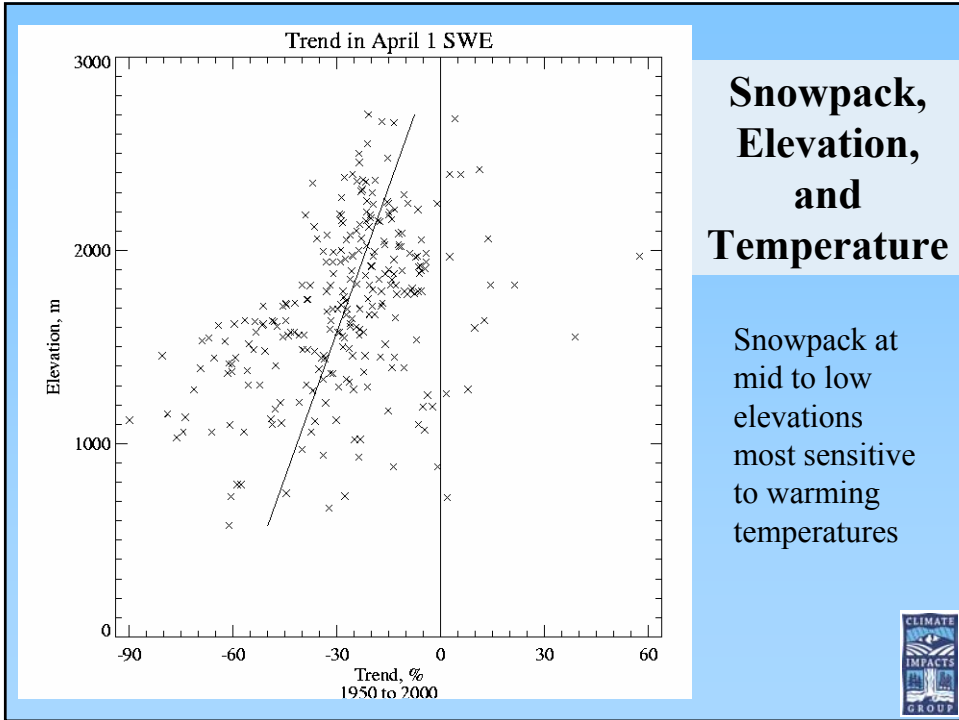 Trend in April 1 SWE
3000
2000
1000
0
Elevation, m
-90 -60 -30 0 30 60
Trend, %
1950 to 2000
Snowpack,
Elevation,
and
Temperature
Snowpack at
mid to low
elevations
most sensitive
to warming
temperatures
CLIMATE
IMPACTS
GROUP